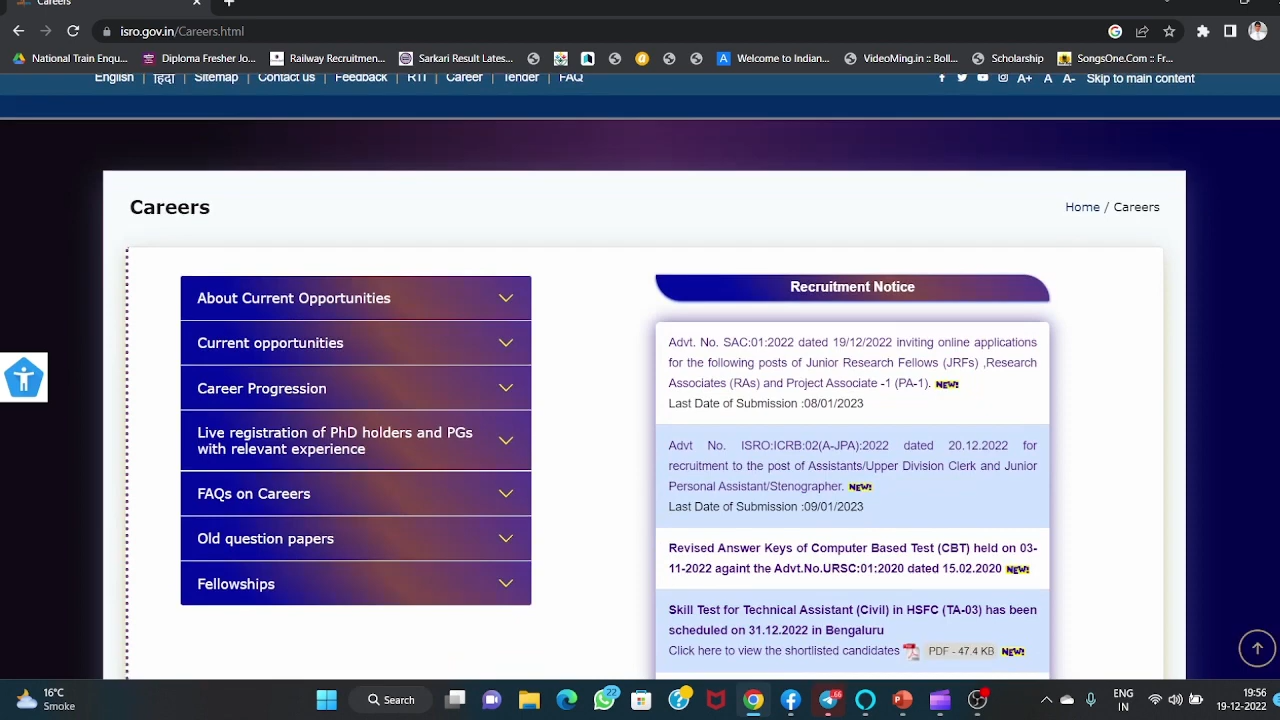 Careers
isro.gov.in/Careers.html
National Train Enqu...
Diploma Fresher Jo...
Railway Recruitmen...
Sarkari Result Lates...
Welcome to Indian...
VideoMing.in :: Boll...
Scholarship
SongsOne.Com :: Fr...
English | हिंदी | Sitemap | Contact us | Feedback | RTI | Career | Tender | FAQ
A+ A A- Skip to main content
Careers
Home / Careers
About Current Opportunities
Current opportunities
Career Progression
Live registration of PhD holders and PGs
with relevant experience
FAQs on Careers
Old question papers
Fellowships
Recruitment Notice
Advt. No. SAC:01:2022 dated 19/12/2022 inviting online applications
for the following posts of Junior Research Fellows (JRFs) ,Research
Associates (RAs) and Project Associate -1 (PA-1). NEW!
Last Date of Submission :08/01/2023
Advt No. ISRO:ICRB:02(A-JPA):2022 dated 20.12.2022 for
recruitment to the post of Assistants/Upper Division Clerk and Junior
Personal Assistant/Stenographer. NEW!
Last Date of Submission :09/01/2023
Revised Answer Keys of Computer Based Test (CBT) held on 03-
11-2022 againt the Advt.No.URSC:01:2020 dated 15.02.2020 NEW!
Skill Test for Technical Assistant (Civil) in HSFC (TA-03) has been
scheduled on 31.12.2022 in Bengaluru
Click here to view the shortlisted candidates PDF - 47.4 KB NEW!
16°C
Smoke
Search
22
ENG
IN
19:56
19-12-2022